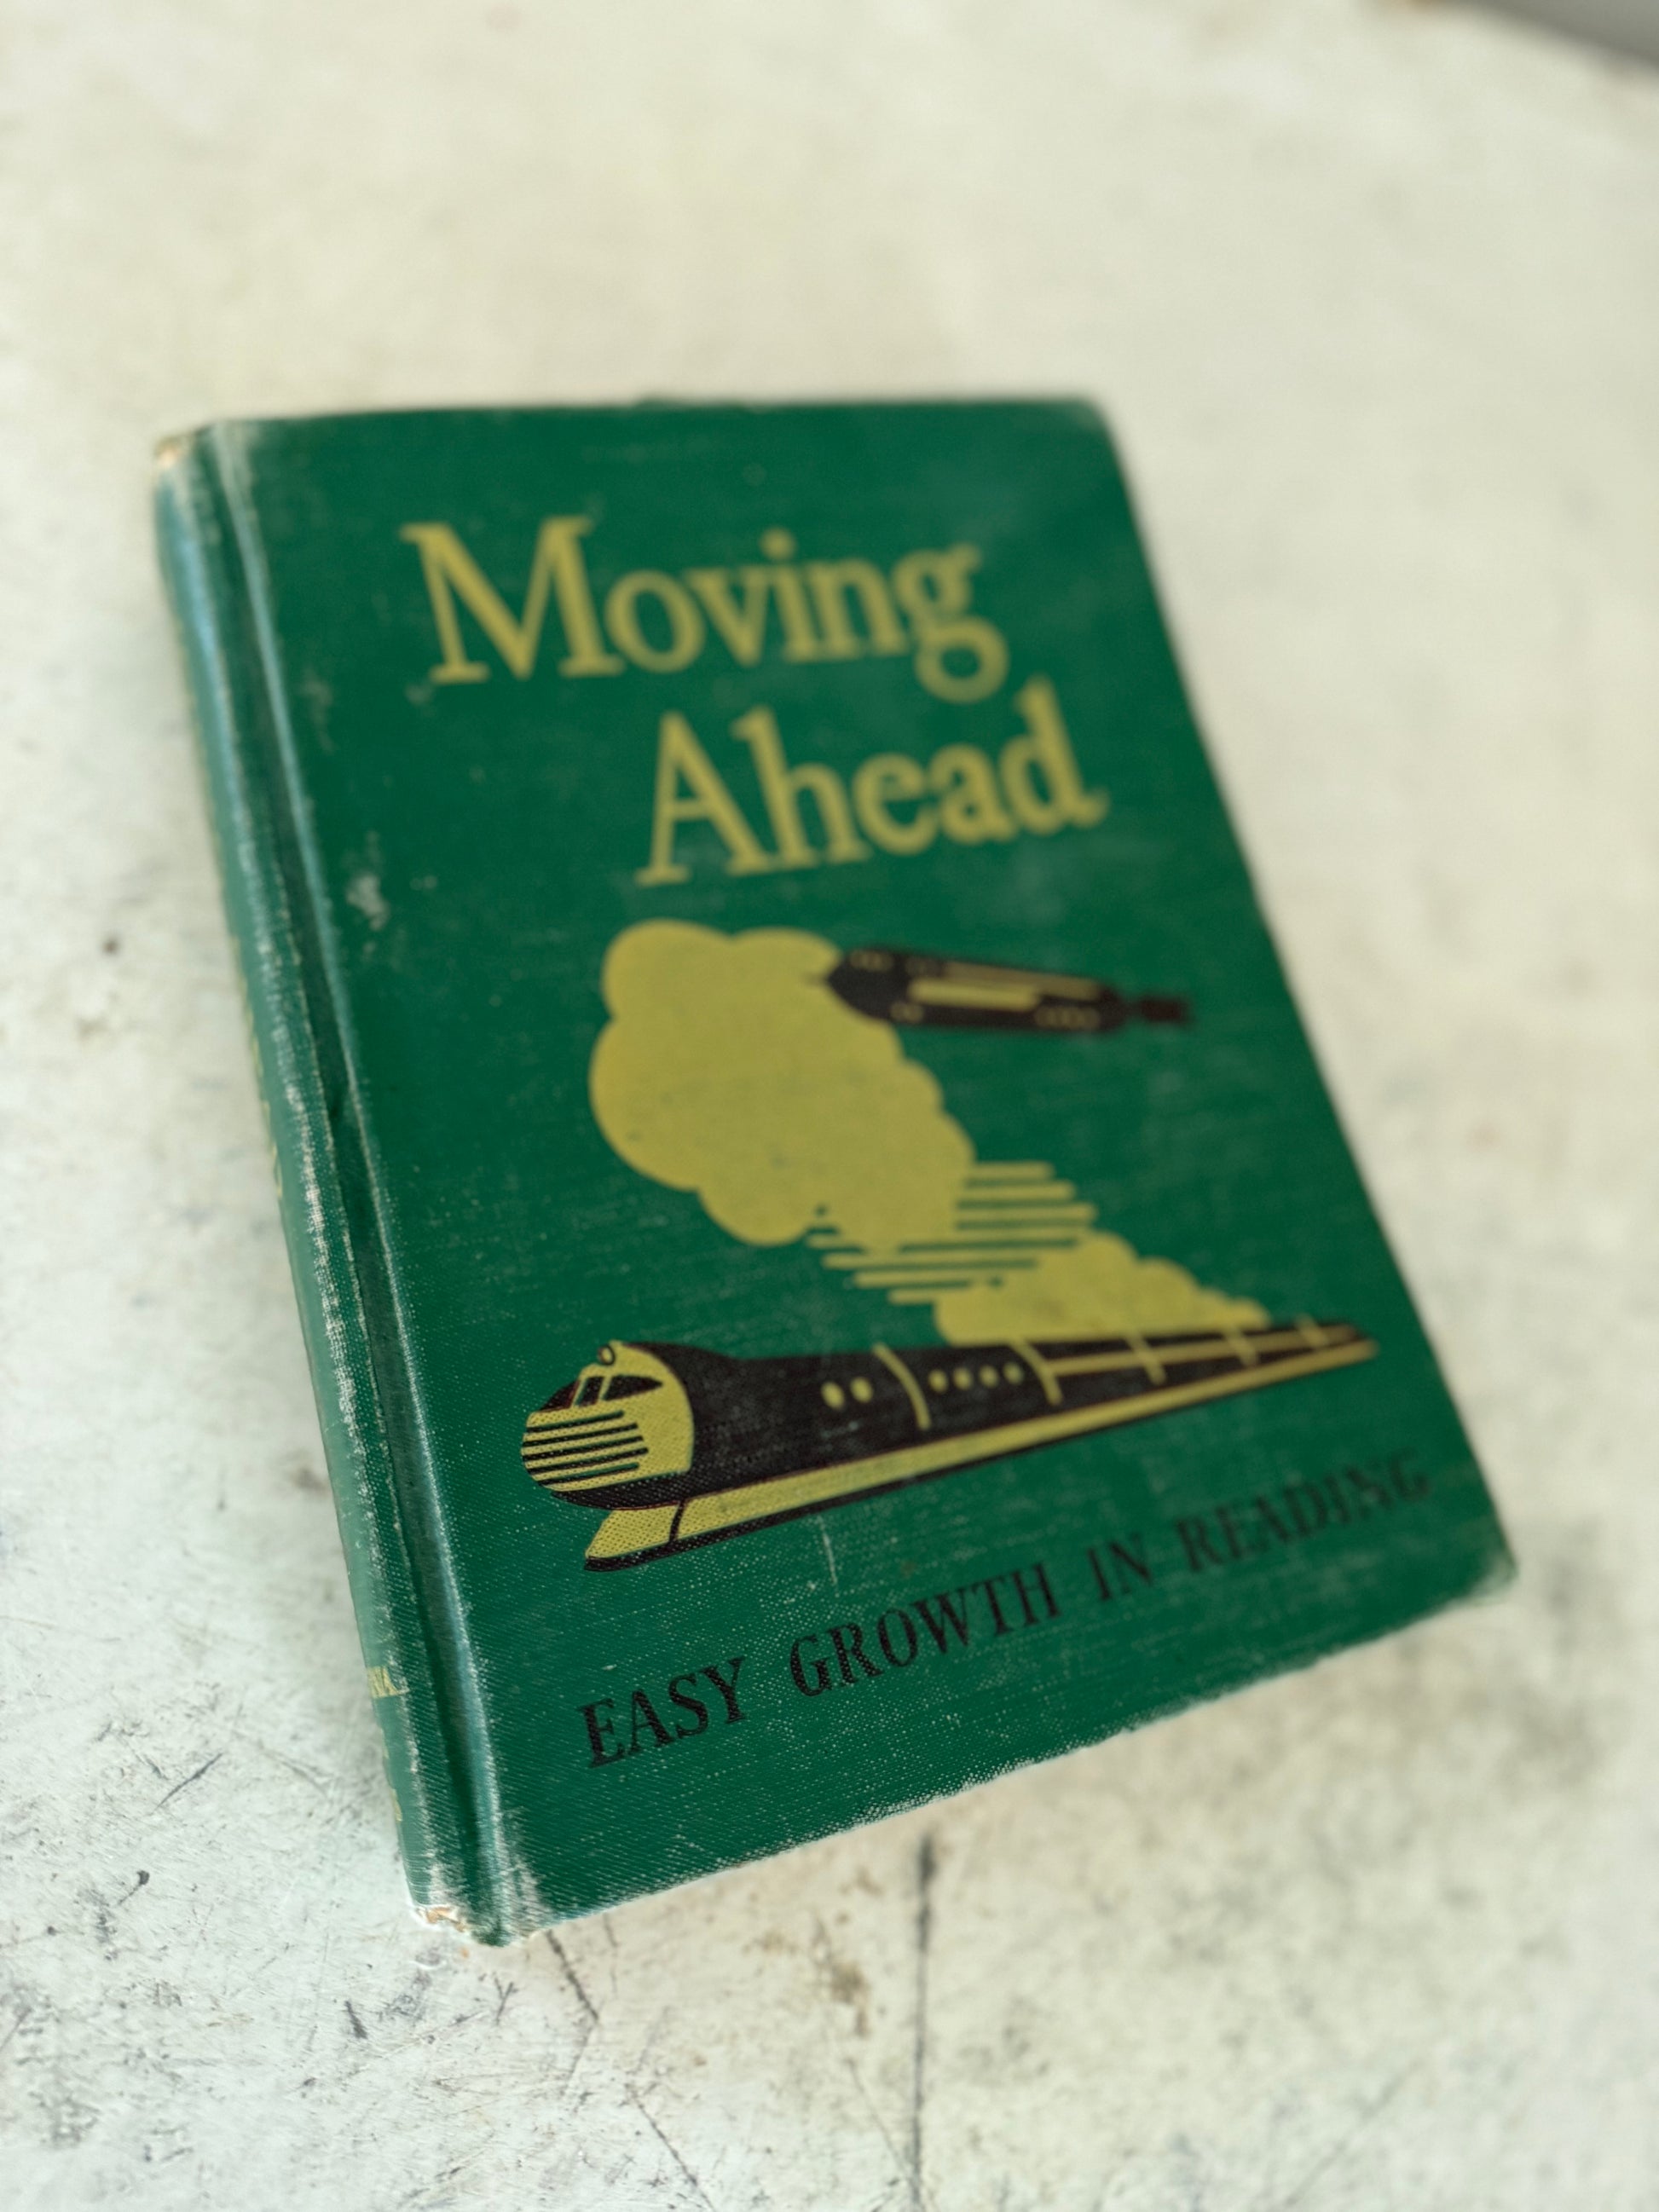 Moving
Ahead
EASY GROWTH IN READING